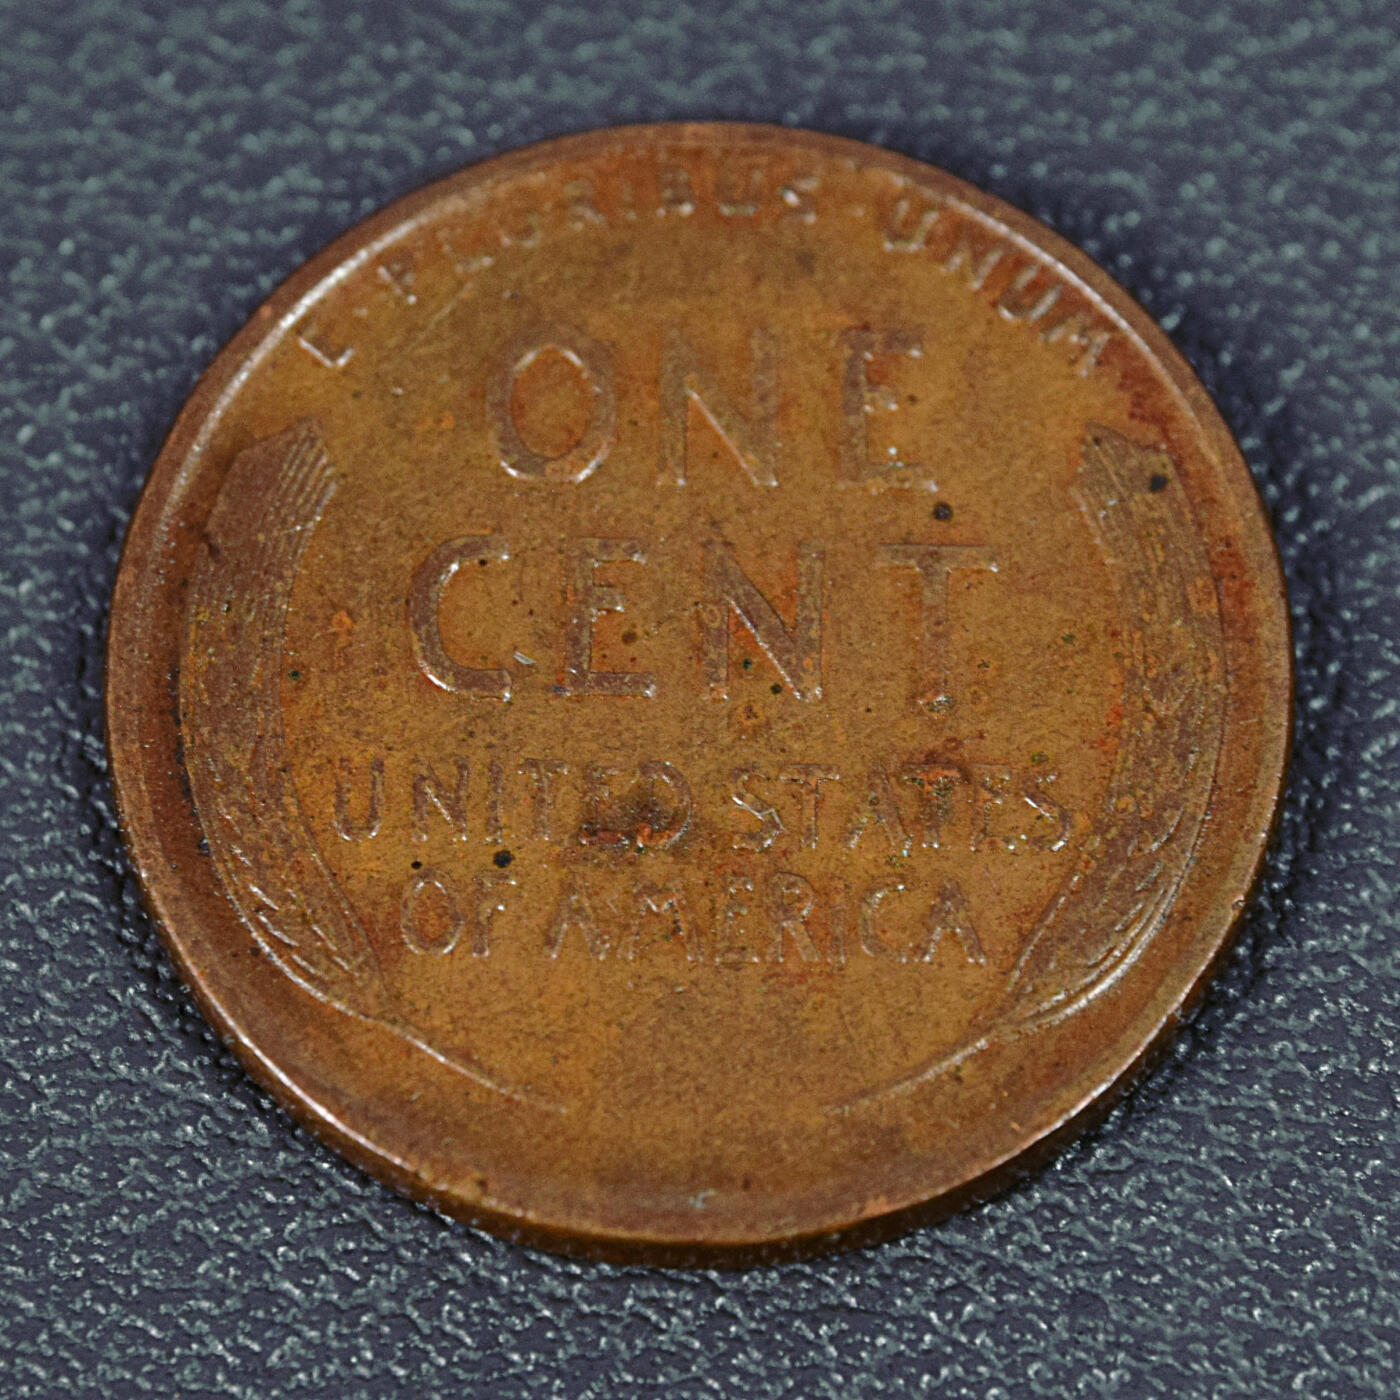 E · PLURIBUS · UNUM
ONE
CENT
UNITED STATES
OF AMERICA